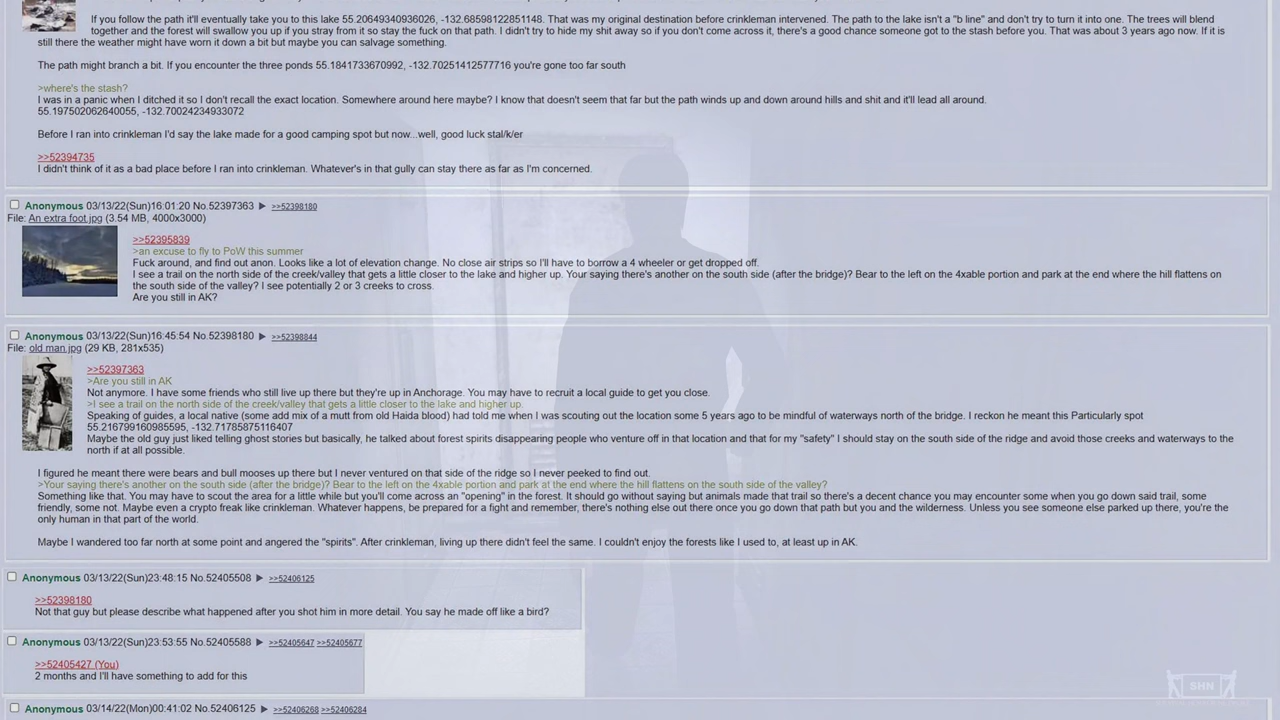 If you follow the path it'll eventually take you to this lake 55.20649340936026, -132.68598122851148. That was my original destination before crinkleman intervened. The path to the lake isn't a "b line" and don't try to turn it into one. The trees will blend
together and the forest will swallow you up if you stray from it so stay the fuck on that path. I didn't try to hide my shit away so if you don't come across it, there's a good chance someone got to the stash before you. That was about 3 years ago now. If it is
still there the weather might have worn it down a bit but maybe you can salvage something.
The path might branch a bit. If you encounter the three ponds 55.1841733670992, -132.70251412577716 you're gone too far south
>where's the stash?
I was in a panic when I ditched it so I don't recall the exact location. Somewhere around here maybe? I know that doesn't seem that far but the path winds up and down around hills and shit and it'll lead all around.
55.197502062640055, -132.70024234933072
Before I ran into crinkleman I'd say the lake made for a good camping spot but now...well, good luck stal/k/er
>>52394735
I didn't think of it as a bad place before I ran into crinkleman. Whatever's in that gully can stay there as far as I'm concerned.
Anonymous 03/13/22(Sun)16:01:20 No.52397363 ▶ >>52398180
File: An extra foot.jpg (3.54 MB, 4000x3000)
>>52395839
>an excuse to fly to PoW this summer
Fuck around, and find out anon. Looks like a lot of elevation change. No close air strips so I'll have to borrow a 4 wheeler or get dropped off.
I see a trail on the north side of the creek/valley that gets a little closer to the lake and higher up. Your saying there's another on the south side (after the bridge)? Bear to the left on the 4xable portion and park at the end where the hill flattens on
the south side of the valley? I see potentially 2 or 3 creeks to cross.
Are you still in AK?
Anonymous 03/13/22(Sun)16:45:54 No.52398180 ▶ >>52398844
File: old man.jpg (29 KB, 281x535)
>>52397363
>Are you still in AK
Not anymore. I have some friends who still live up there but they're up in Anchorage. You may have to recruit a local guide to get you close.
>I see a trail on the north side of the creek/valley that gets a little closer to the lake and higher up.
Speaking of guides, a local native (some add mix of a mutt from old Haida blood) had told me when I was scouting out the location some 5 years ago to be mindful of waterways north of the bridge. I reckon he meant this Particularly spot
55.216799160985595, -132.71785875116407
Maybe the old guy just liked telling ghost stories but basically, he talked about forest spirits disappearing people who venture off in that location and that for my "safety" I should stay on the south side of the ridge and avoid those creeks and waterways to the
north if at all possible.
I figured he meant there were bears and bull mooses up there but I never ventured on that side of the ridge so I never peeked to find out.
>Your saying there's another on the south side (after the bridge)? Bear to the left on the 4xable portion and park at the end where the hill flattens on the south side of the valley?
Something like that. You may have to scout the area for a little while but you'll come across an "opening" in the forest. It should go without saying but animals made that trail so there's a decent chance you may encounter some when you go down said trail, some
friendly, some not. Maybe even a crypto freak like crinkleman. Whatever happens, be prepared for a fight and remember, there's nothing else out there once you go down that path but you and the wilderness. Unless you see someone else parked up there, you're the
only human in that part of the world.
Maybe I wandered too far north at some point and angered the "spirits". After crinkleman, living up there didn't feel the same. I couldn't enjoy the forests like I used to, at least up in AK.
Anonymous 03/13/22(Sun)23:48:15 No.52405508 ▶ >>52406125
>>52398180
Not that guy but please describe what happened after you shot him in more detail. You say he made off like a bird?
Anonymous 03/13/22(Sun)23:53:55 No.52405588 ▶ >>52405647 >>52405677
>>52405427 (You)
2 months and I'll have something to add for this
SHN
Anonymous 03/14/22(Mon)00:41:02 No.52406125 ▶ >>52406268 >>52406284